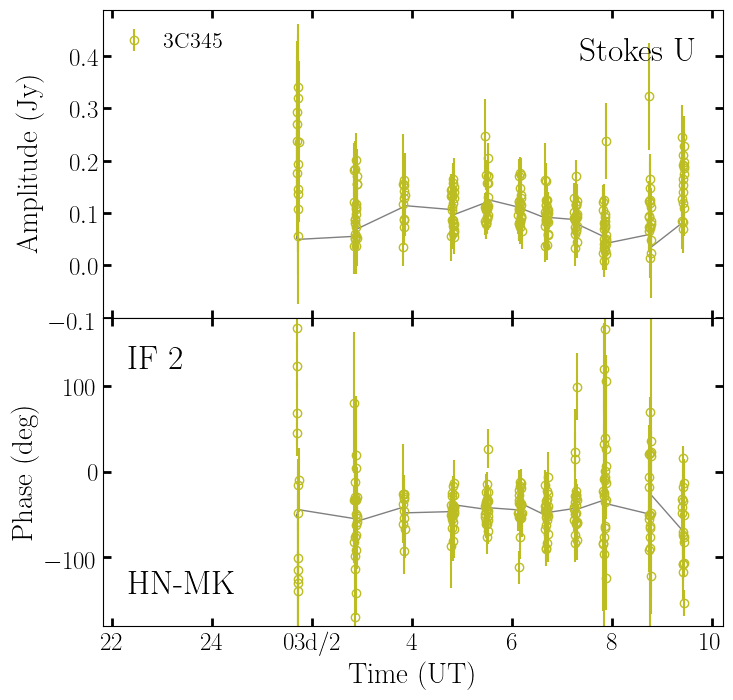 3C345
Stokes U
0.4
0.3
0.2
0.1
0.0
−0.1
Amplitude (Jy)
IF 2
100
0
−100
Phase (deg)
HN-MK
22 24 03d/2 4 6 8 10
Time (UT)